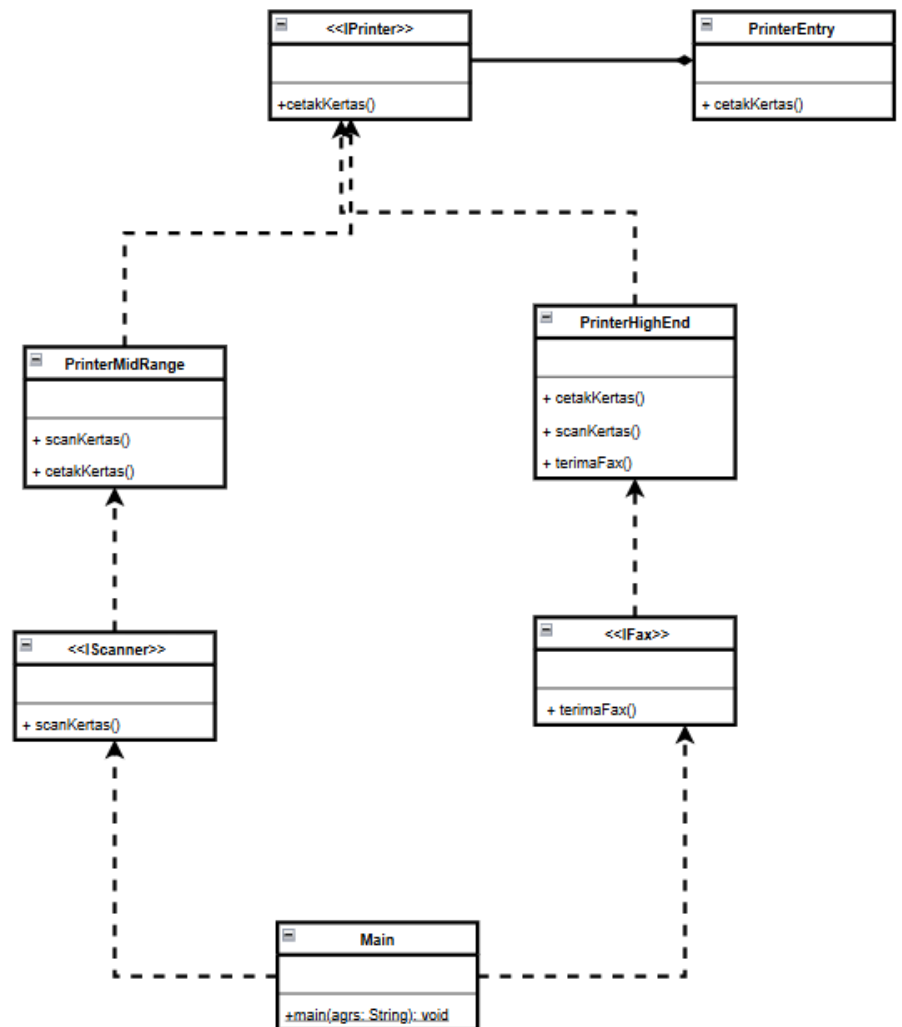 <<IPrinter>>
+cetakKertas()
PrinterEntry
+ cetakKertas()
PrinterMidRange
+ scanKertas()
+ cetakKertas()
PrinterHighEnd
+ cetakKertas()
+ scanKertas()
+ terimaFax()
<<IScanner>>
+ scanKertas()
<<IFax>>
+ terimaFax()
Main
+main(agrs: String): void